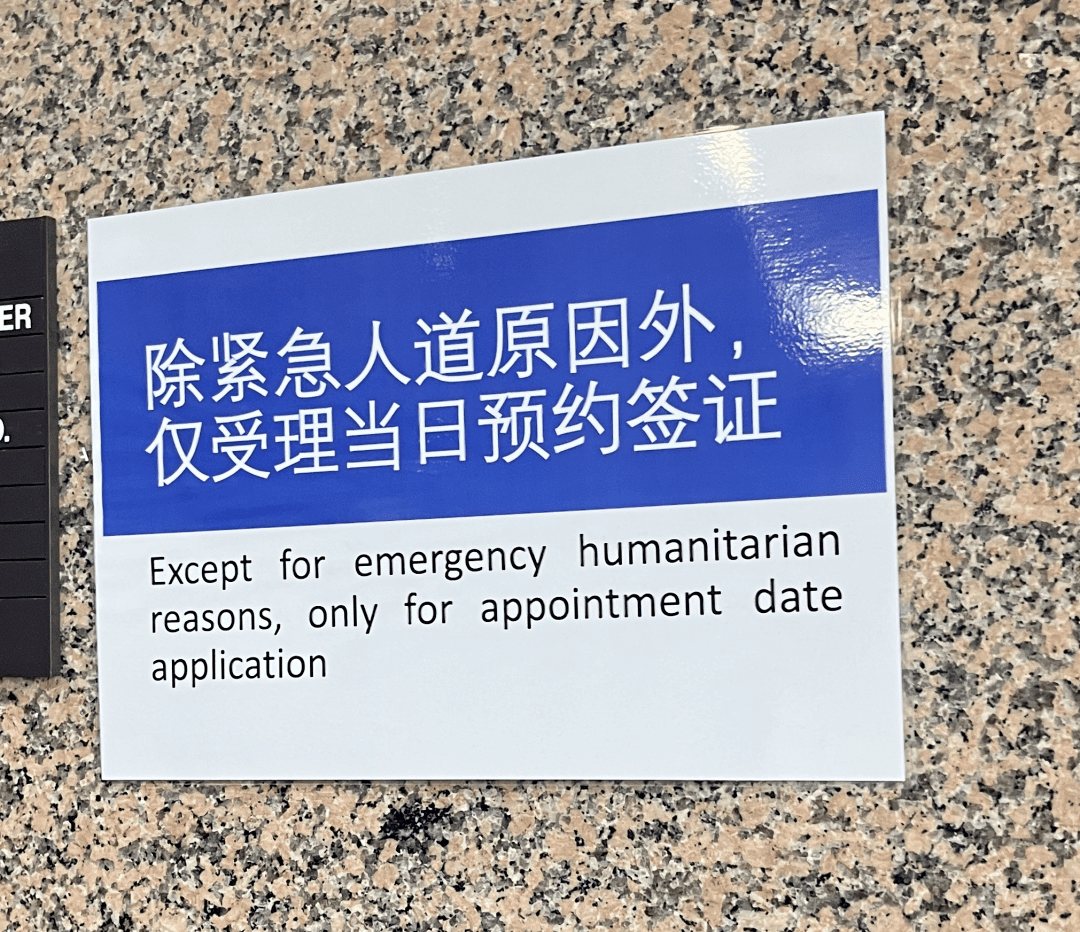 除紧急人道原因外，
仅受理当日预约签证
Except for emergency humanitarian
reasons, only for appointment date
application